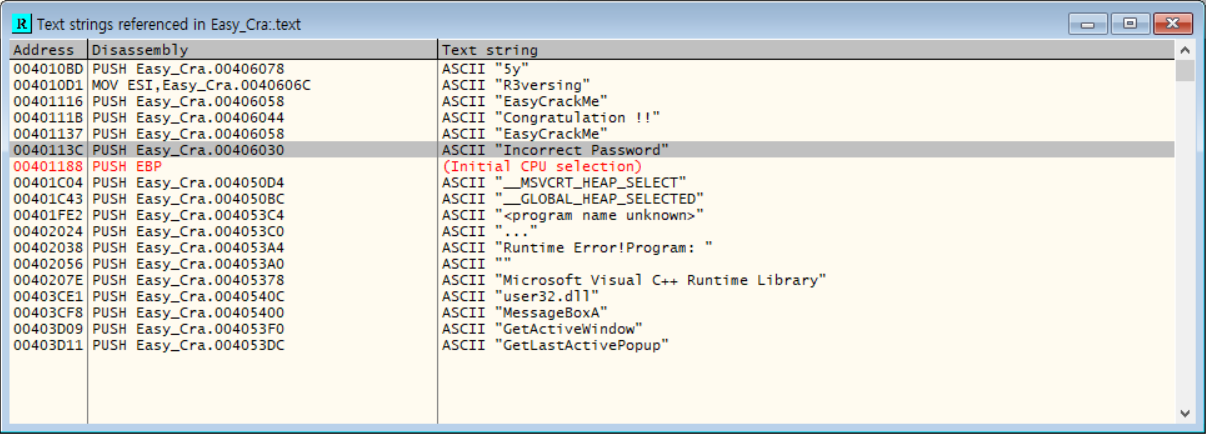 R Text strings referenced in Easy_Cra:.text
Address Disassembly Text string
004010BD PUSH Easy_Cra.00406078 ASCII "5y"
004010D1 MOV ESI,Easy_Cra.0040606C ASCII "R3versing"
00401116 PUSH Easy_Cra.00406058 ASCII "EasyCrackMe"
0040111B PUSH Easy_Cra.00406044 ASCII "Congratulation !!"
00401137 PUSH Easy_Cra.00406058 ASCII "EasyCrackMe"
0040113C PUSH Easy_Cra.00406030 ASCII "Incorrect Password"
00401188 PUSH EBP (Initial CPU selection)
00401C04 PUSH Easy_Cra.004050D4 ASCII "__MSVCRT_HEAP_SELECT"
00401C43 PUSH Easy_Cra.004050BC ASCII "__GLOBAL_HEAP_SELECTED"
00401FE2 PUSH Easy_Cra.004053C4 ASCII "<program name unknown>"
00402024 PUSH Easy_Cra.004053C0 ASCII "..."
00402038 PUSH Easy_Cra.004053A4 ASCII "Runtime Error!Program: "
00402056 PUSH Easy_Cra.004053A0 ASCII ""
0040207E PUSH Easy_Cra.00405378 ASCII "Microsoft Visual C++ Runtime Library"
00403CE1 PUSH Easy_Cra.0040540C ASCII "user32.dll"
00403CF8 PUSH Easy_Cra.00405400 ASCII "MessageBoxA"
00403D09 PUSH Easy_Cra.004053F0 ASCII "GetActiveWindow"
00403D11 PUSH Easy_Cra.004053DC ASCII "GetLastActivePopup"